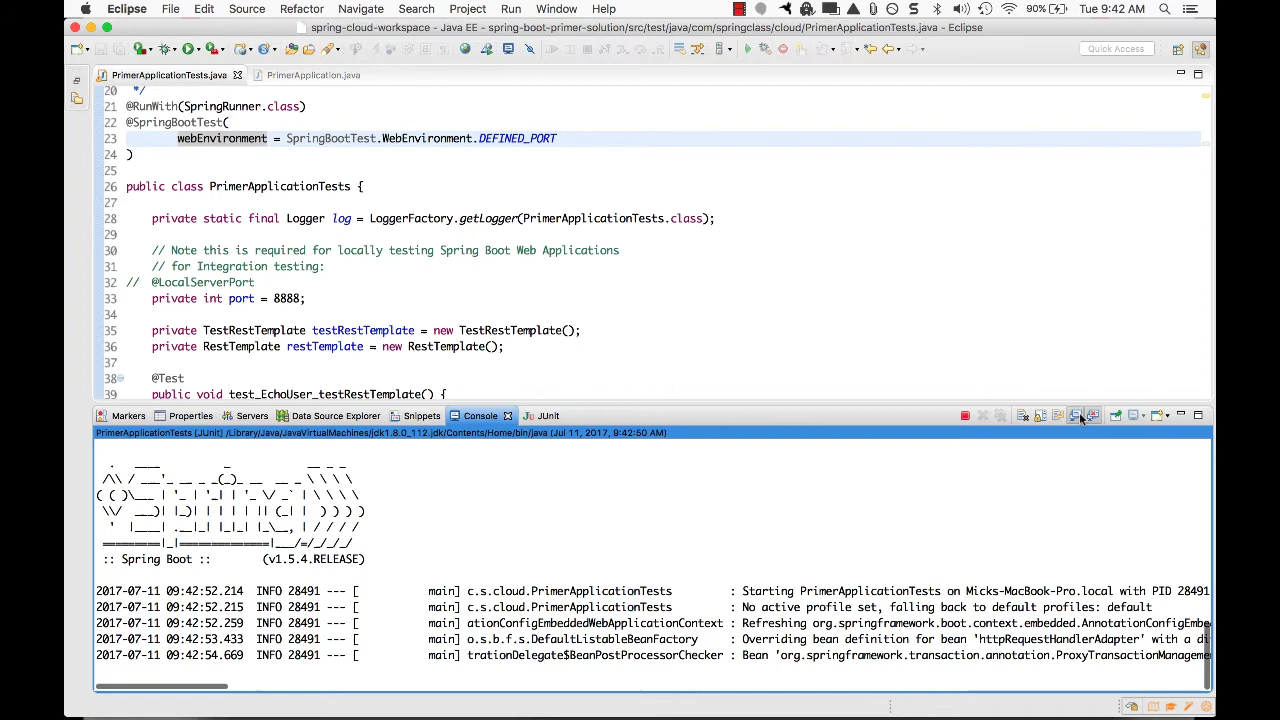 Eclipse File Edit Source Refactor Navigate Search Project Run Window Help 90% Tue 9:42 AM
spring-cloud-workspace - Java EE - spring-boot-primer-solution/src/test/java/com/springclass/cloud/PrimerApplicationTests.java - Eclipse
Quick Access
PrimerApplicationTests.java PrimerApplication.java
20 */
21 @RunWith(SpringRunner.class)
22 @SpringBootTest(
23 webEnvironment = SpringBootTest.WebEnvironment.DEFINED_PORT
24 )
25
26 public class PrimerApplicationTests {
27
28 private static final Logger log = LoggerFactory.getLogger(PrimerApplicationTests.class);
29
30 // Note this is required for locally testing Spring Boot Web Applications
31 // for Integration testing:
32 // @LocalServerPort
33 private int port = 8888;
34
35 private TestRestTemplate testRestTemplate = new TestRestTemplate();
36 private RestTemplate restTemplate = new RestTemplate();
37
38 @Test
39 public void test_EchoUser_testRestTemplate() {
Markers Properties Servers Data Source Explorer Snippets Console JUnit
PrimerApplicationTests [JUnit] /Library/Java/JavaVirtualMachines/jdk1.8.0_112.jdk/Contents/Home/bin/java (Jul 11, 2017, 9:42:50 AM)
:: Spring Boot :: (v1.5.4.RELEASE)
2017-07-11 09:42:52.214 INFO 28491 --- [ main] c.s.cloud.PrimerApplicationTests : Starting PrimerApplicationTests on Micks-MacBook-Pro.local with PID 28491
2017-07-11 09:42:52.215 INFO 28491 --- [ main] c.s.cloud.PrimerApplicationTests : No active profile set, falling back to default profiles: default
2017-07-11 09:42:52.259 INFO 28491 --- [ main] ationConfigEmbeddedWebApplicationContext : Refreshing org.springframework.boot.context.embedded.AnnotationConfigEmbe
2017-07-11 09:42:53.433 INFO 28491 --- [ main] o.s.b.f.s.DefaultListableBeanFactory : Overriding bean definition for bean 'httpRequestHandlerAdapter' with a di
2017-07-11 09:42:54.669 INFO 28491 --- [ main] trationDelegate$BeanPostProcessorChecker : Bean 'org.springframework.transaction.annotation.ProxyTransactionManageme